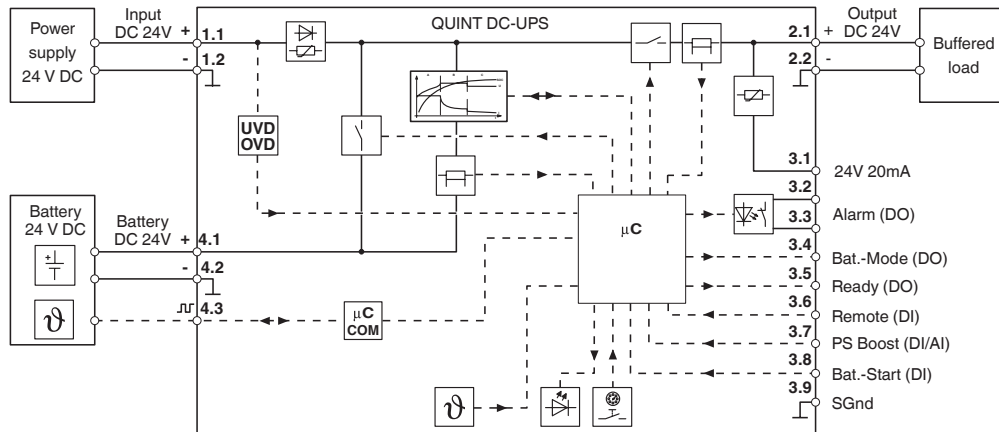 QUINT DC-UPS
Power
supply
24 V DC
Input
DC 24V +
-
1.1
1.2
2.1
2.2
Output
+ DC 24V
-
Buffered
load
UVD
OVD
3.1
24V 20mA
3.2
3.3
Alarm (DO)
3.4
Bat.-Mode (DO)
3.5
Ready (DO)
3.6
Remote (DI)
3.7
PS Boost (DI/AI)
3.8
Bat.-Start (DI)
3.9
SGnd
µC
Battery
24 V DC
+
ϑ
Battery
DC 24V +
-
4.1
4.2
4.3
µC
COM
ϑ